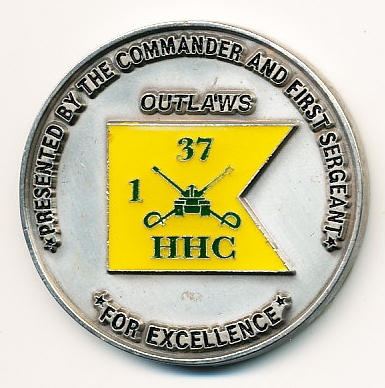 ★PRESENTED BY THE COMMANDER AND FIRST SERGEANT★
OUTLAWS
37
1
HHC
★FOR EXCELLENCE★